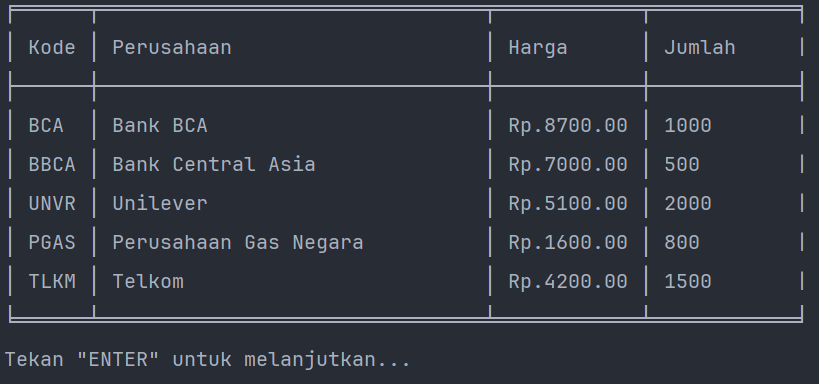 Kode Perusahaan Harga Jumlah
BCA Bank BCA Rp.8700.00 1000
BBCA Bank Central Asia Rp.7000.00 500
UNVR Unilever Rp.5100.00 2000
PGAS Perusahaan Gas Negara Rp.1600.00 800
TLKM Telkom Rp.4200.00 1500
Tekan "ENTER" untuk melanjutkan...